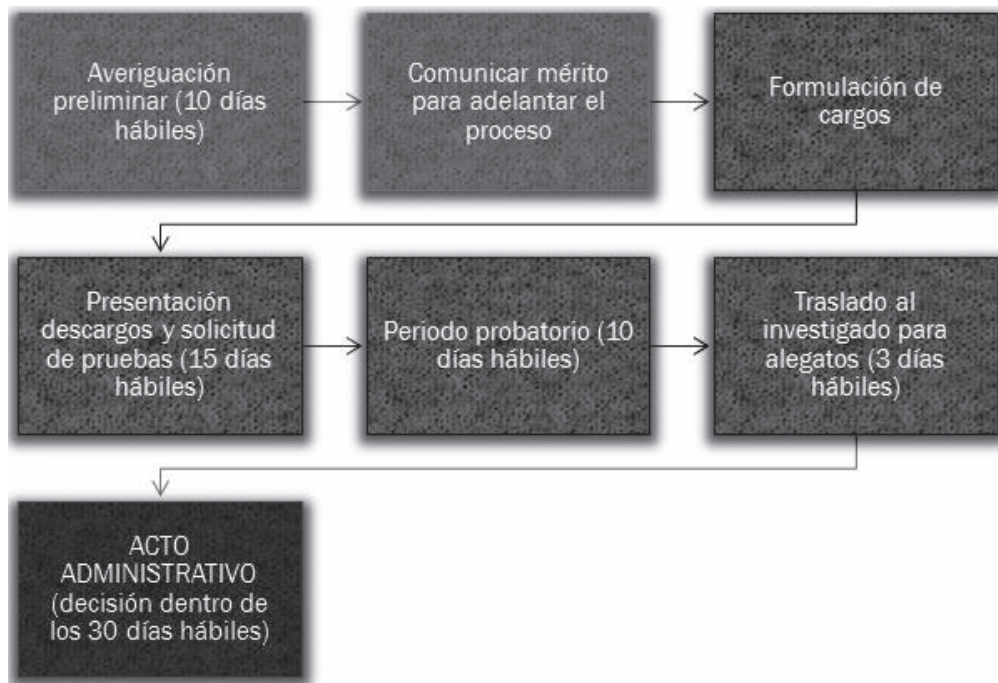 Averiguación
preliminar (10 días
hábiles)
Comunicar mérito
para adelantar el
proceso
Formulación de
cargos
Presentación
descargos y solicitud
de pruebas (15 días
hábiles)
Periodo probatorio (10
días hábiles)
Traslado al
investigado para
alegatos (3 días
hábiles)
ACTO
ADMINISTRATIVO
(decisión dentro de
los 30 días hábiles)